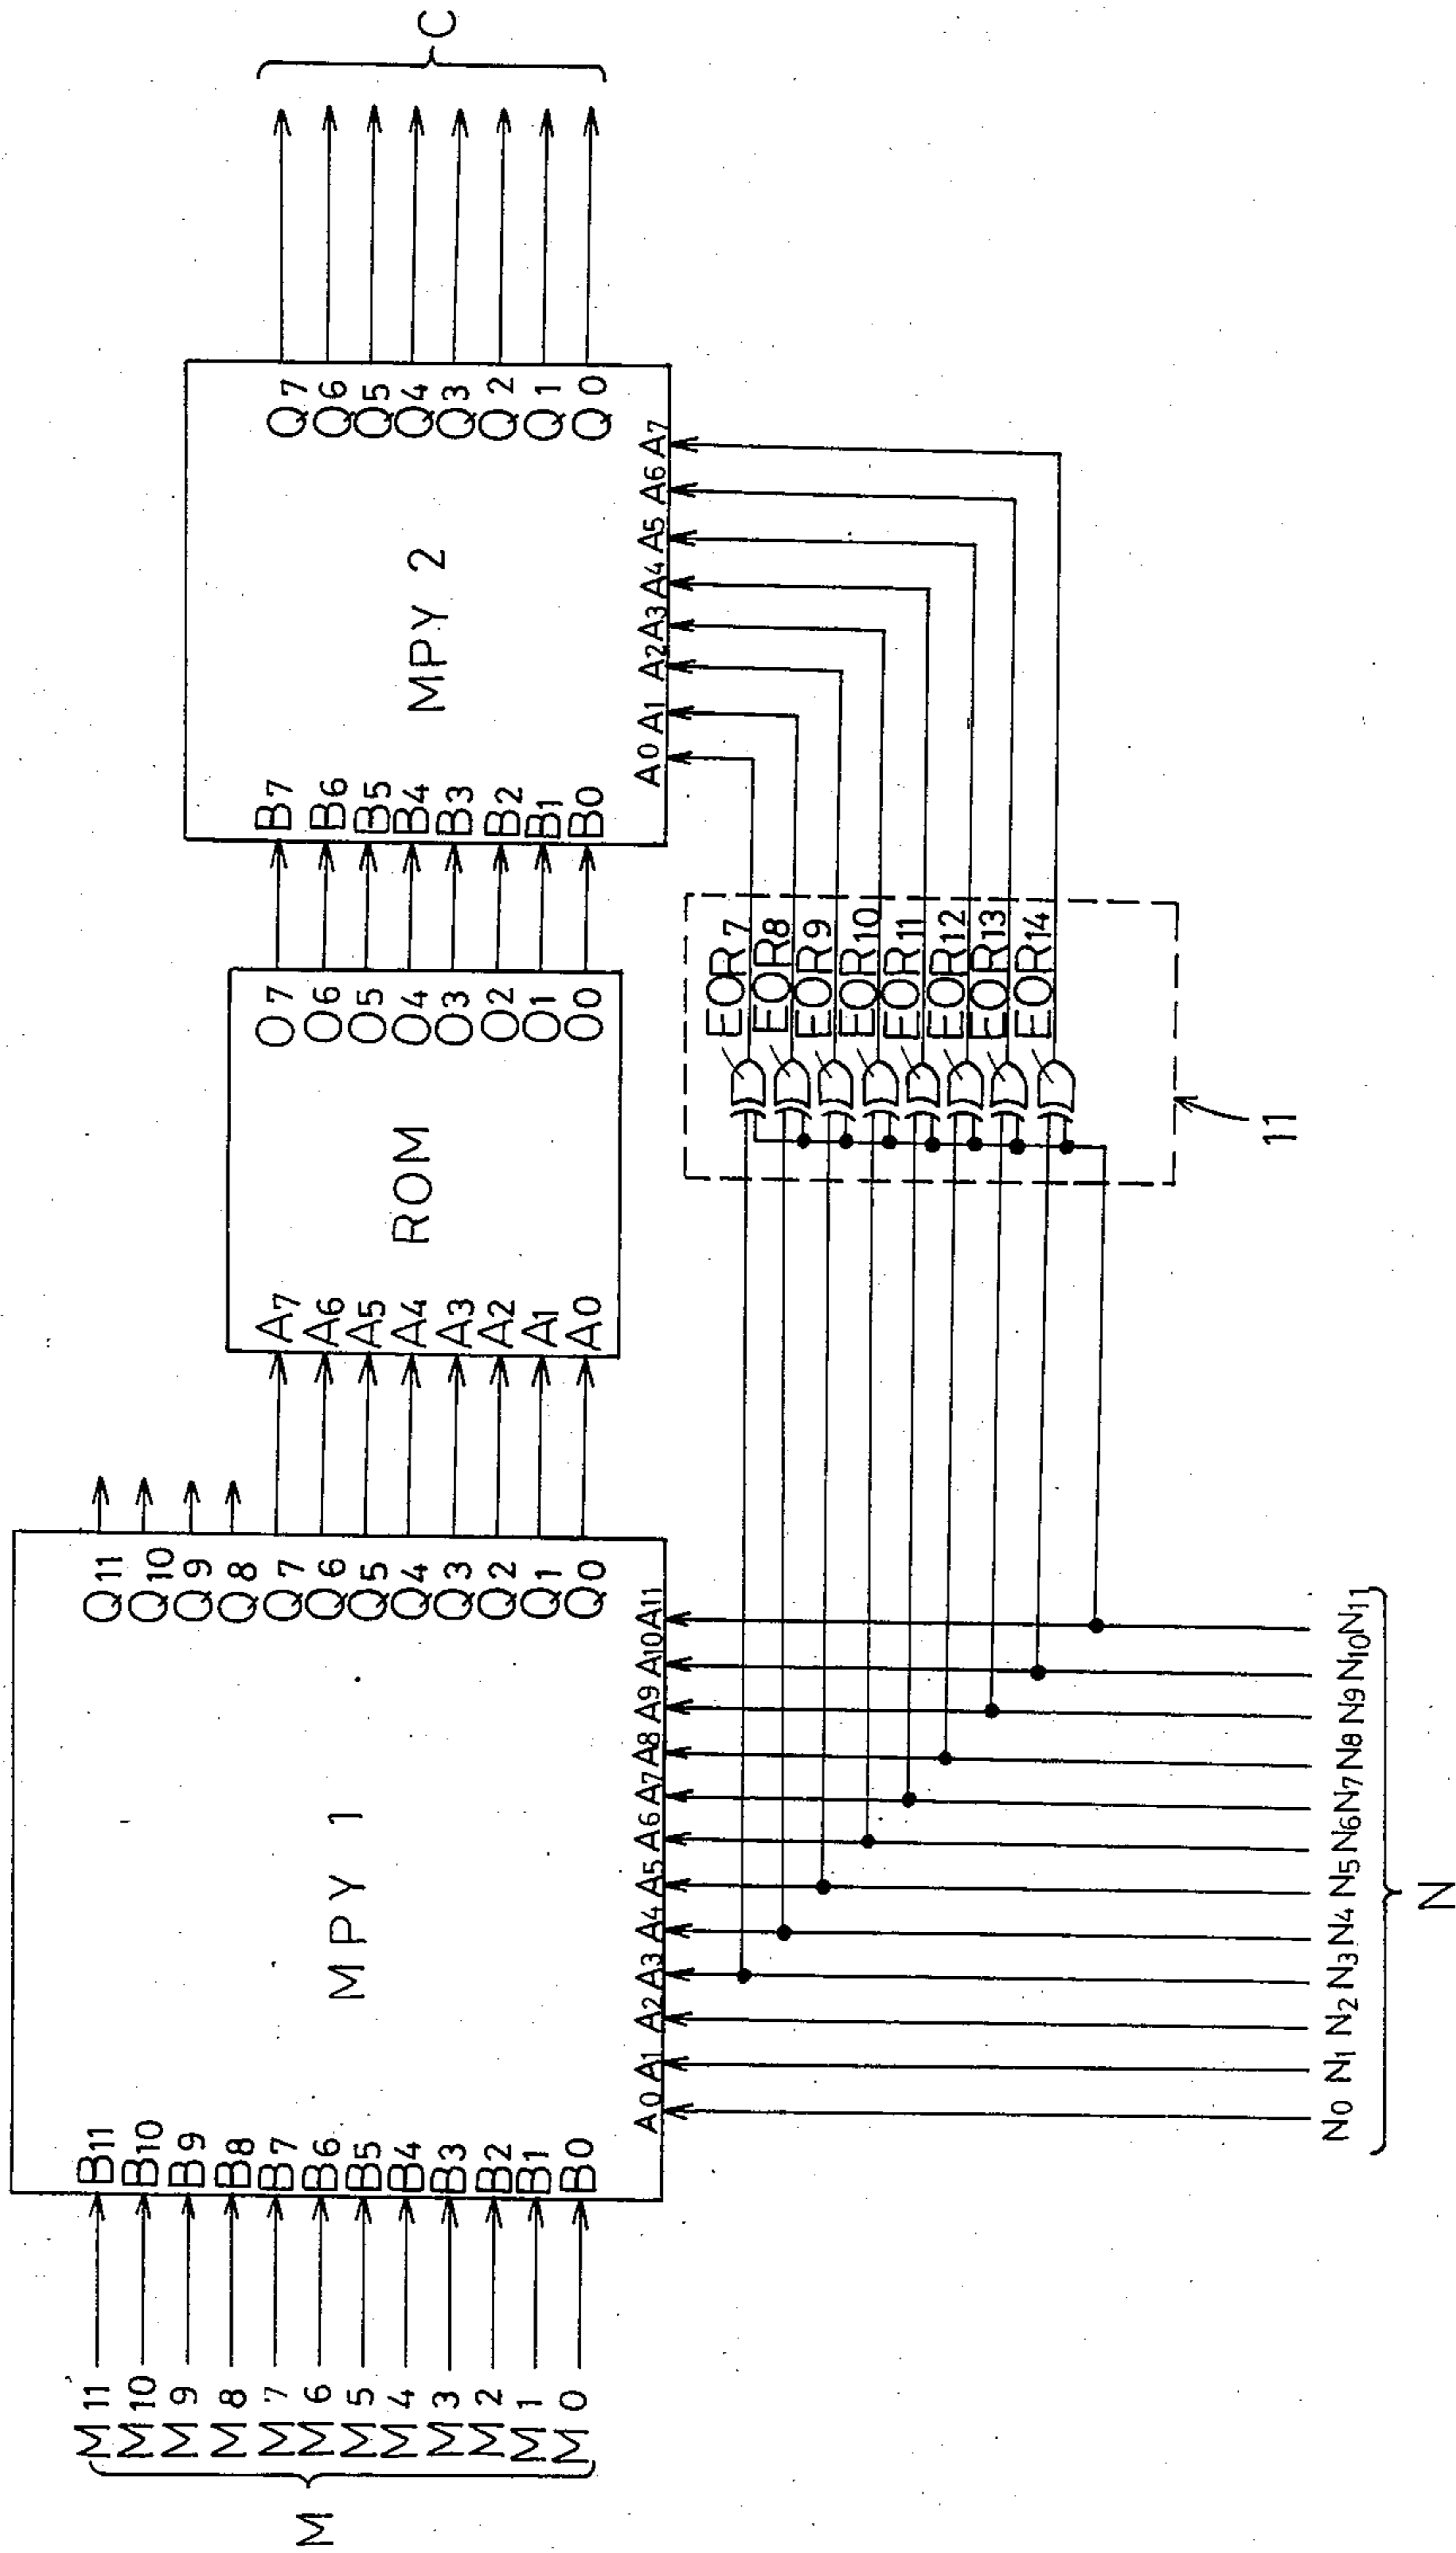 M
M11
M10
M9
M8
M7
M6
M5
M4
M3
M2
M1
M0
B11
B10
B9
B8
B7
B6
B5
B4
B3
B2
B1
B0
MPY 1
Q11
Q10
Q9
Q8
Q7
Q6
Q5
Q4
Q3
Q2
Q1
Q0
A0 A1 A2 A3 A4 A5 A6 A7 A8 A9 A10 A11
N0 N1 N2 N3 N4 N5 N6 N7 N8 N9 N10 N11
N
A7
A6
A5
A4
A3
A2
A1
A0
ROM
O7
O6
O5
O4
O3
O2
O1
O0
EOR7
EOR8
EOR9
EOR10
EOR11
EOR12
EOR13
EOR14
11
B7
B6
B5
B4
B3
B2
B1
B0
MPY 2
Q7
Q6
Q5
Q4
Q3
Q2
Q1
Q0
A0 A1 A2 A3 A4 A5 A6 A7
C